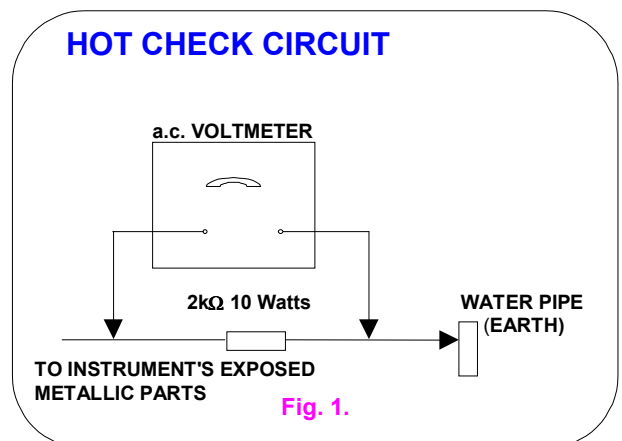 HOT CHECK CIRCUIT
a.c. VOLTMETER
2kΩ 10 Watts
WATER PIPE
(EARTH)
TO INSTRUMENT'S EXPOSED
METALLIC PARTS
Fig. 1.